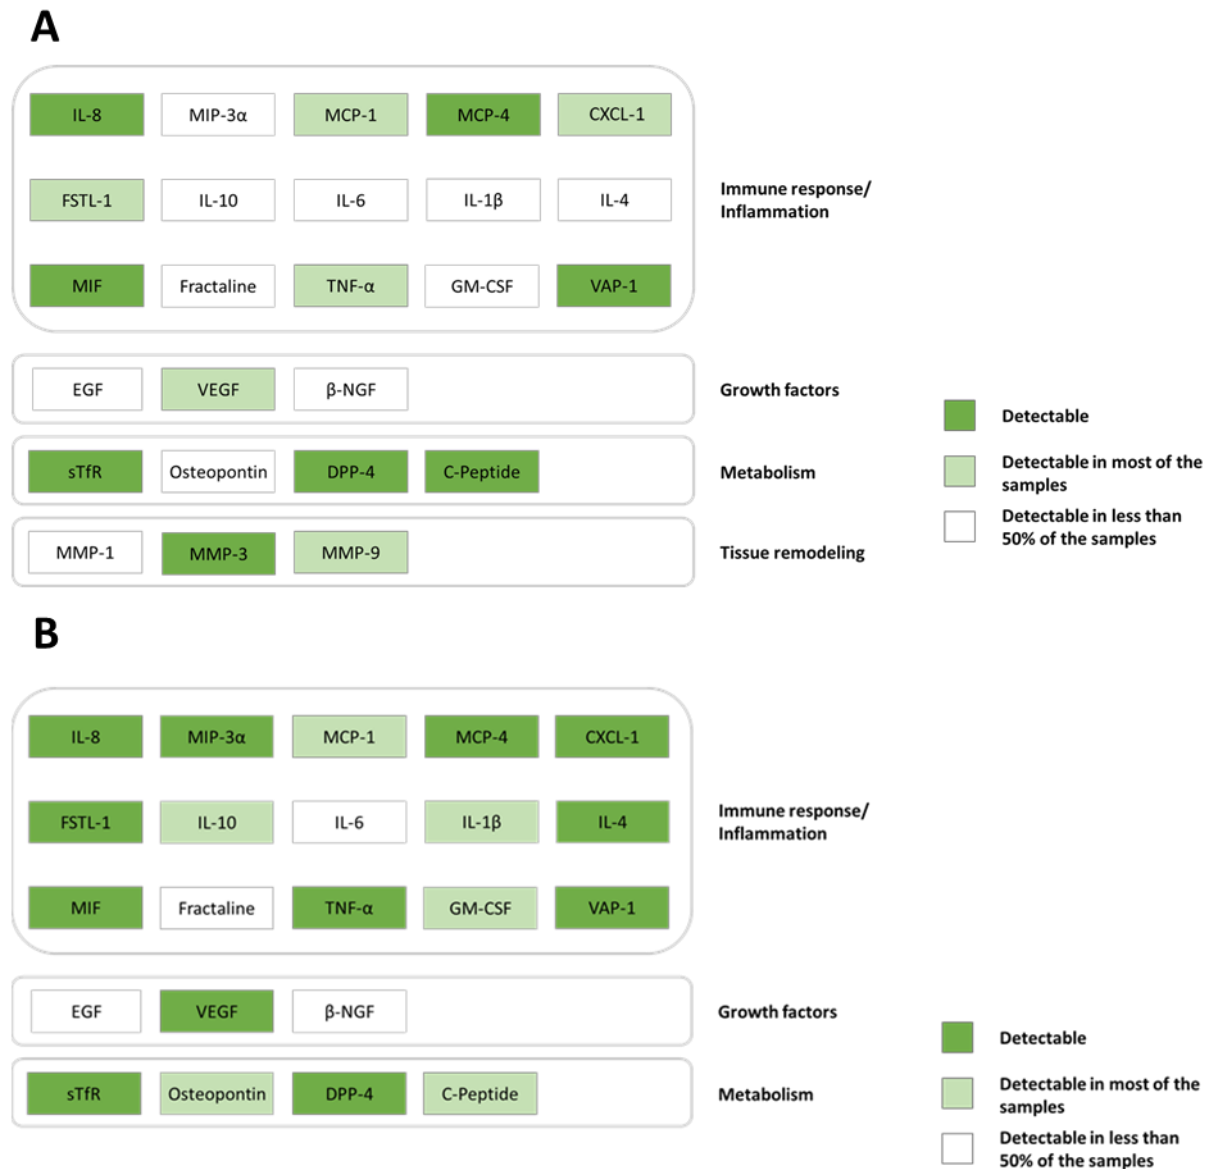 A
IL-8 MIP-3α MCP-1 MCP-4 CXCL-1
FSTL-1 IL-10 IL-6 IL-1β IL-4
Immune response/
Inflammation
MIF Fractaline TNF-α GM-CSF VAP-1
EGF VEGF β-NGF
Growth factors
sTfR Osteopontin DPP-4 C-Peptide
Metabolism
MMP-1 MMP-3 MMP-9
Tissue remodeling
Detectable
Detectable in most of the
samples
Detectable in less than
50% of the samples
B
IL-8 MIP-3α MCP-1 MCP-4 CXCL-1
FSTL-1 IL-10 IL-6 IL-1β IL-4
Immune response/
Inflammation
MIF Fractaline TNF-α GM-CSF VAP-1
EGF VEGF β-NGF
Growth factors
sTfR Osteopontin DPP-4 C-Peptide
Metabolism
Detectable
Detectable in most of the
samples
Detectable in less than
50% of the samples